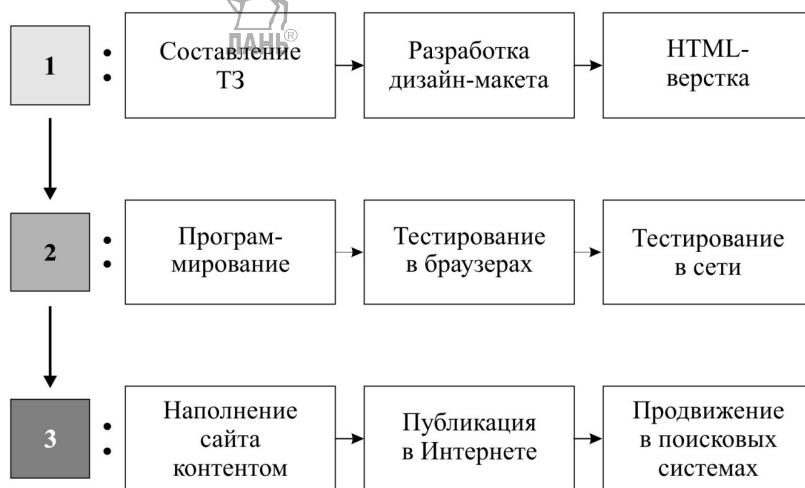 ЛАНЬ®
1 : Составление ТЗ
Разработка дизайн-макета
HTML-верстка
2 : Програм-
мирование
Тестирование
в браузерах
Тестирование
в сети
3 : Наполнение
сайта
контентом
Публикация
в Интернете
Продвижение
в поисковых
системах